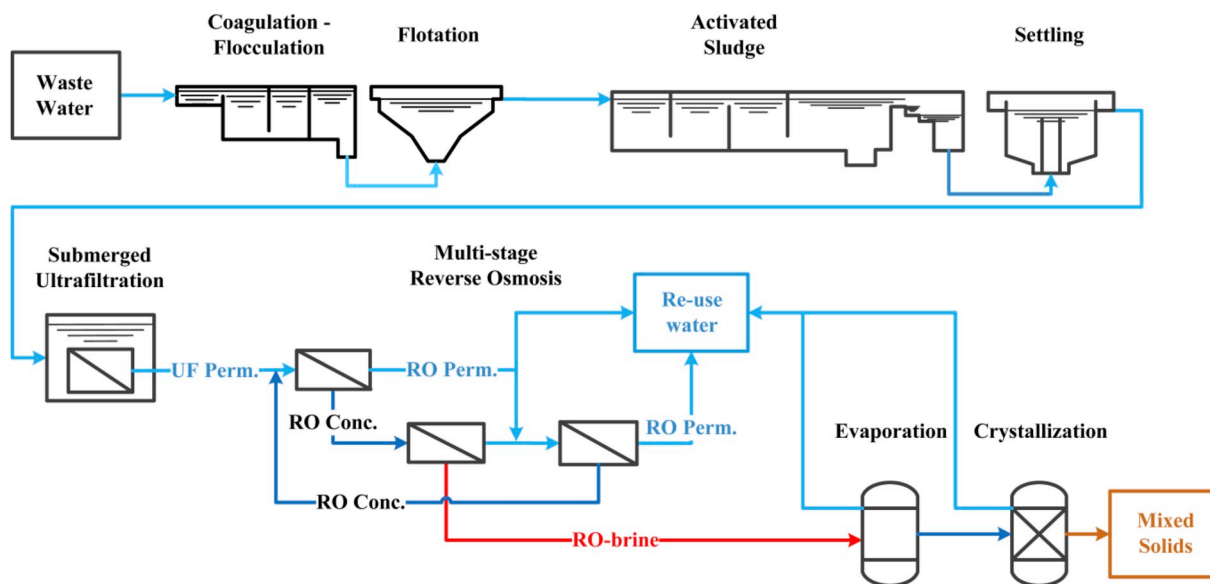 Coagulation -
Flocculation
Flotation
Activated
Sludge
Settling
Waste
Water
Submerged
Ultrafiltration
Multi-stage
Reverse Osmosis
Re-use
water
UF Perm.
RO Perm.
RO Conc.
RO Perm.
Evaporation
Crystallization
RO Conc.
RO-brine
Mixed
Solids